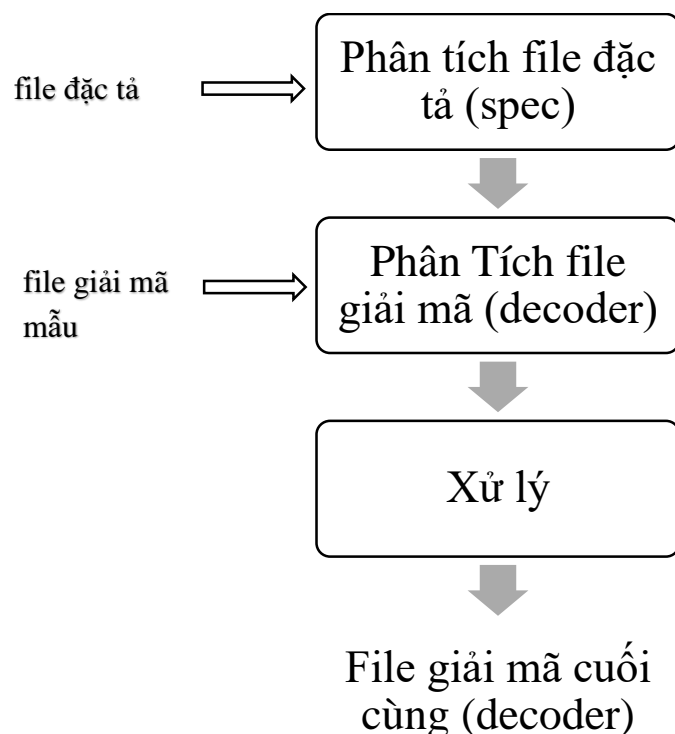 Phân tích file đặc
tả (spec)
file đặc tả
Phân Tích file
giải mã (decoder)
file giải mã
mẫu
Xử lý
File giải mã cuối
cùng (decoder)